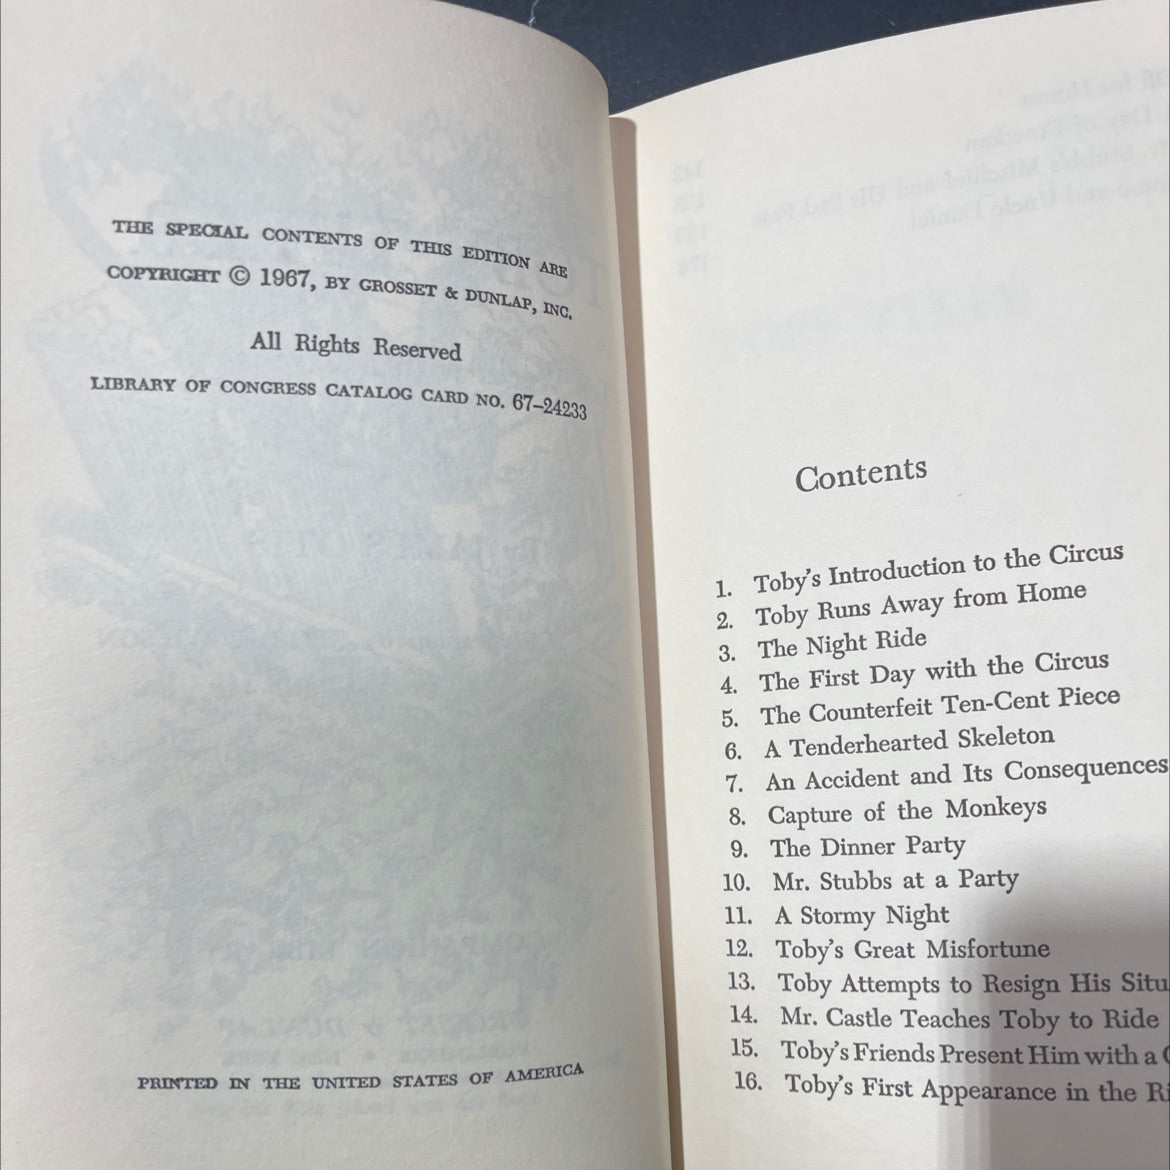 THE SPECIAL CONTENTS OF THIS EDITION ARE
COPYRIGHT © 1967, BY GROSSET & DUNLAP, INC.
All Rights Reserved
LIBRARY OF CONGRESS CATALOG CARD NO. 67–24233
PRINTED IN THE UNITED STATES OF AMERICA
Contents
1. Toby's Introduction to the Circus
2. Toby Runs Away from Home
3. The Night Ride
4. The First Day with the Circus
5. The Counterfeit Ten-Cent Piece
6. A Tenderhearted Skeleton
7. An Accident and Its Consequences
8. Capture of the Monkeys
9. The Dinner Party
10. Mr. Stubbs at a Party
11. A Stormy Night
12. Toby's Great Misfortune
13. Toby Attempts to Resign His Situ
14. Mr. Castle Teaches Toby to Ride
15. Toby's Friends Present Him with a
16. Toby's First Appearance in the Ri